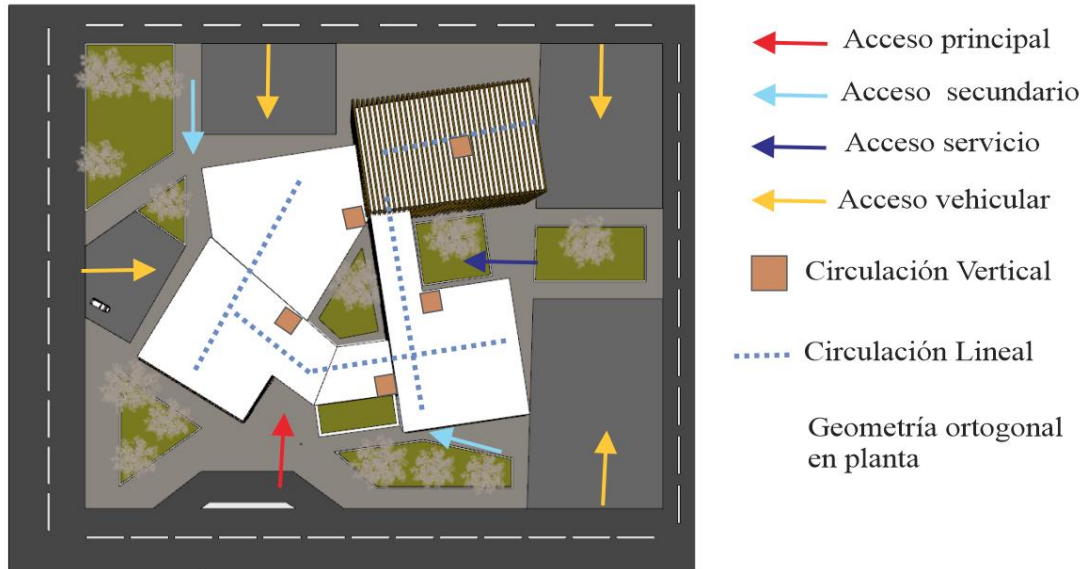 Acceso principal
Acceso secundario
Acceso servicio
Acceso vehicular
Circulación Vertical
Circulación Lineal
Geometría ortogonal
en planta